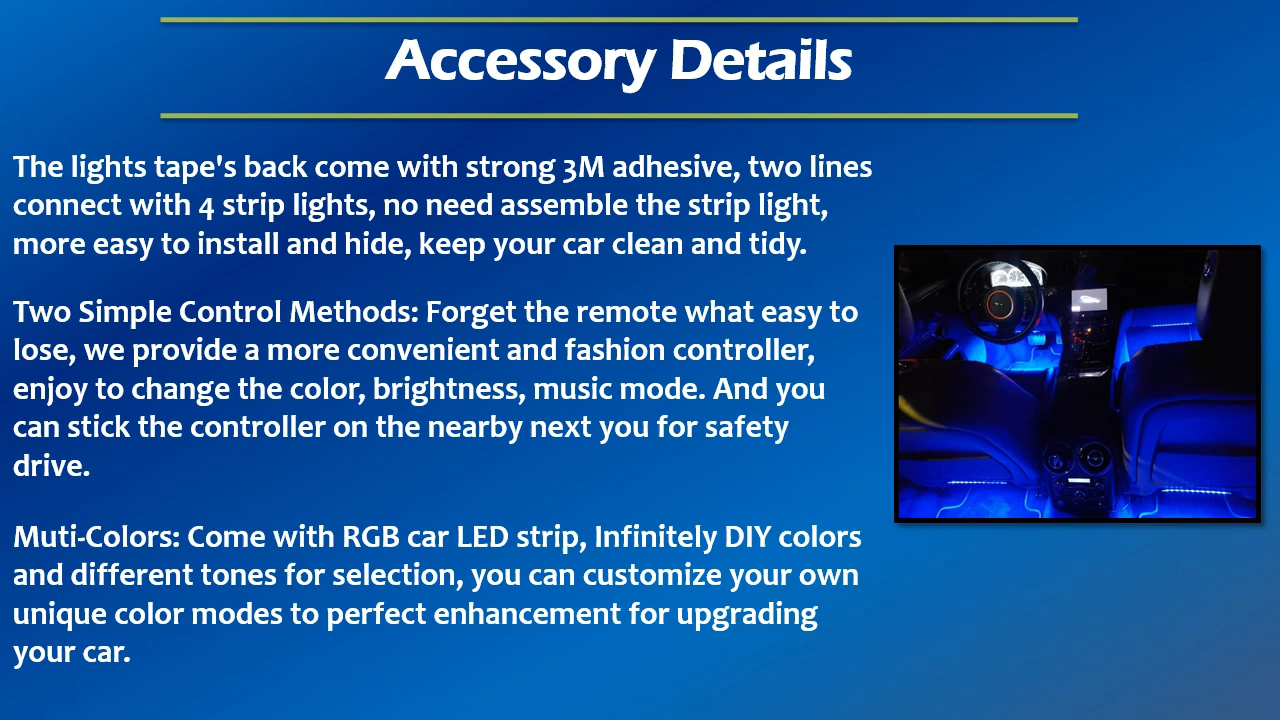 Accessory Details
The lights tape's back come with strong 3M adhesive, two lines
connect with 4 strip lights, no need assemble the strip light,
more easy to install and hide, keep your car clean and tidy.
Two Simple Control Methods: Forget the remote what easy to
lose, we provide a more convenient and fashion controller,
enjoy to change the color, brightness, music mode. And you
can stick the controller on the nearby next you for safety
drive.
Muti-Colors: Come with RGB car LED strip, Infinitely DIY colors
and different tones for selection, you can customize your own
unique color modes to perfect enhancement for upgrading
your car.